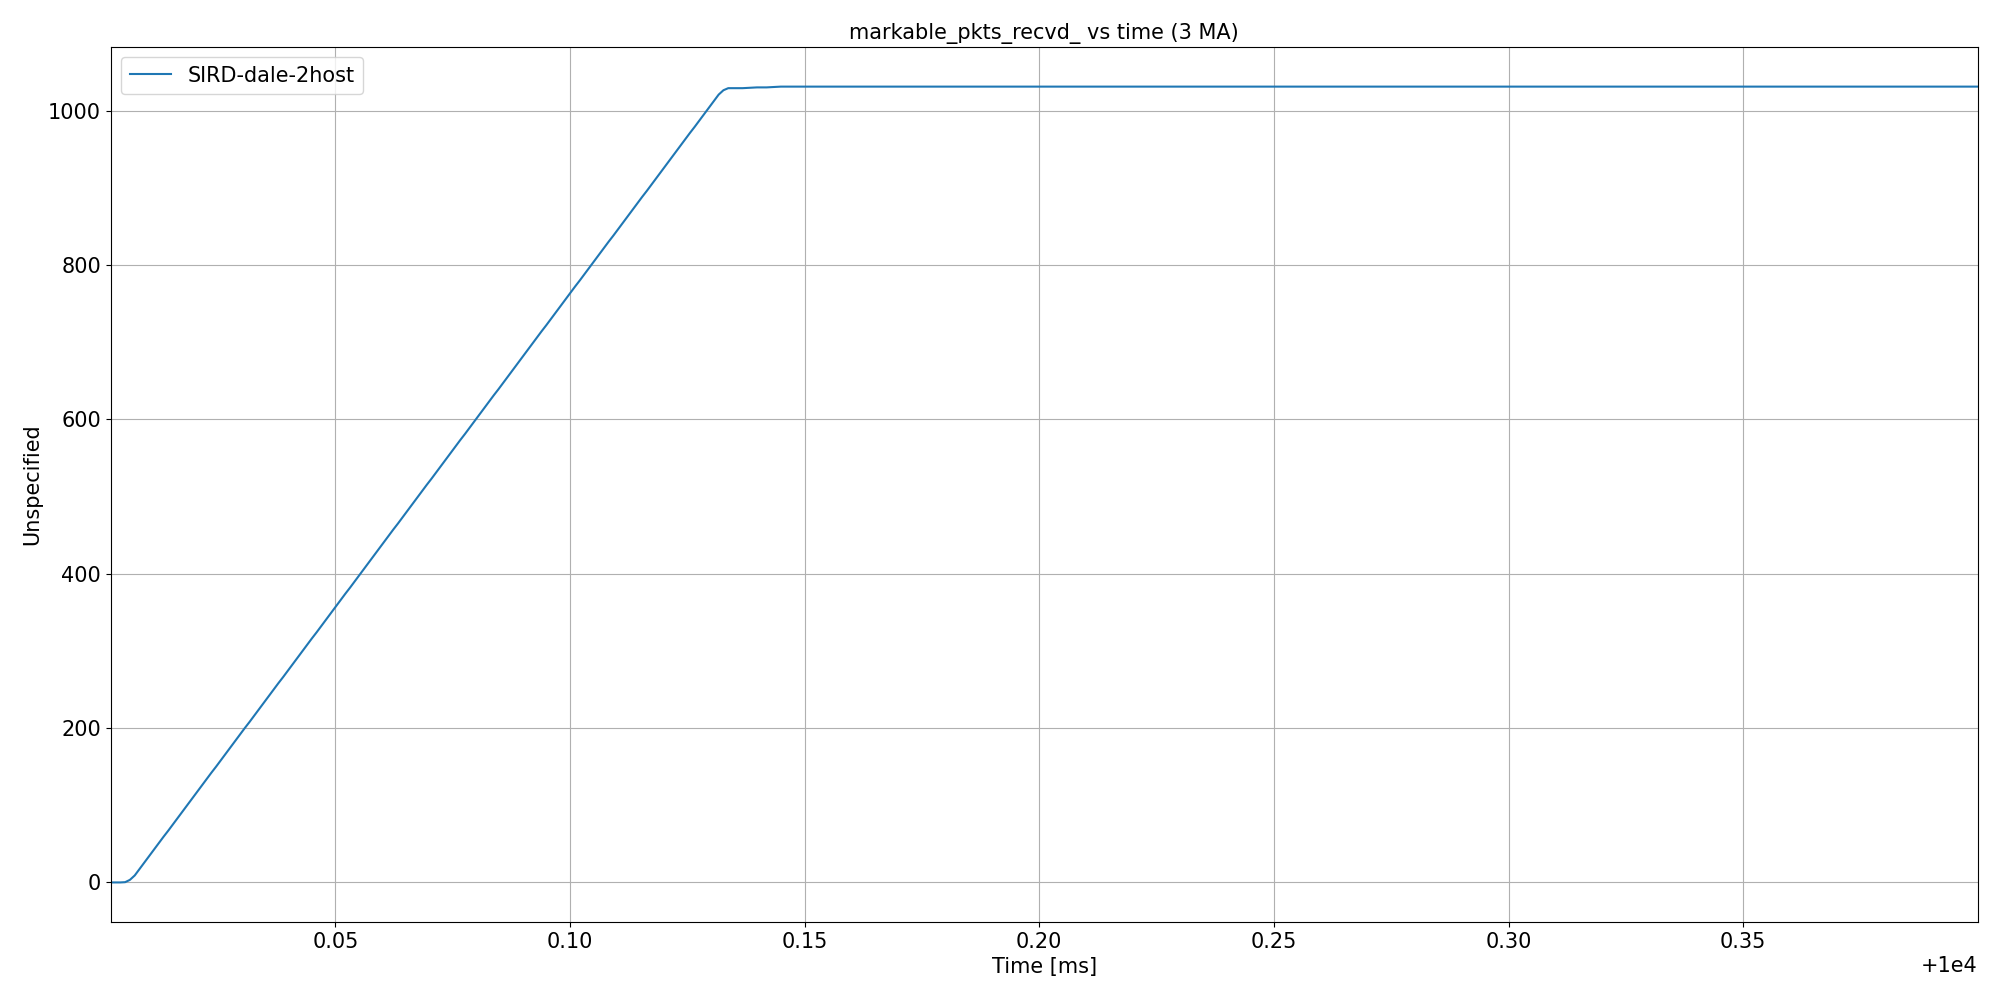 markable_pkts_recvd_ vs time (3 MA)
SIRD-dale-2host
1000
800
600
400
200
0
Unspecified
0.05
0.10
0.15
0.20
0.25
0.30
0.35
Time [ms]
+1e4